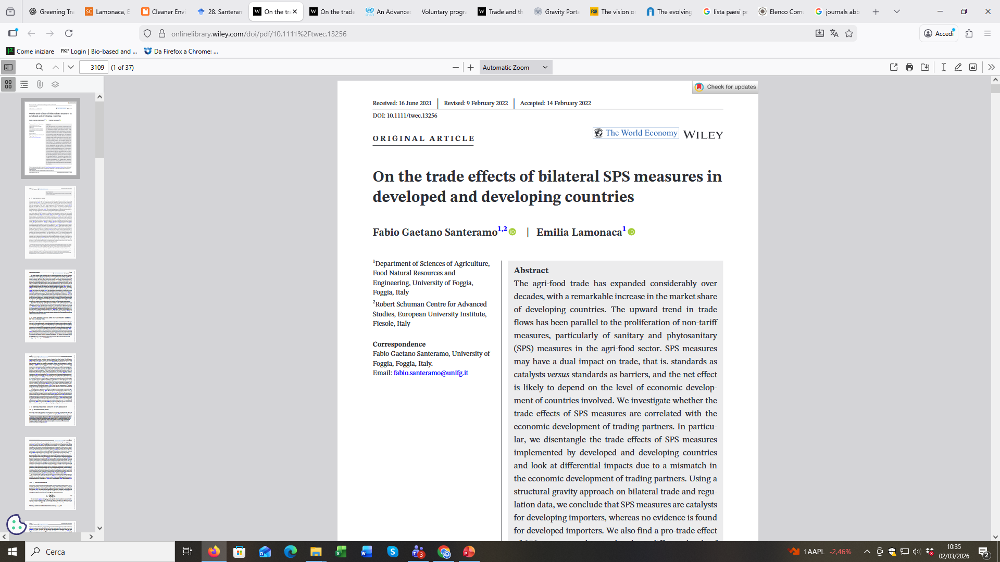 Greening Tra
Lamonaca, E
Cleaner Envi
28. Santeram
On the tra
On the trade
An Advanced
Voluntary progr
Trade and th
Gravity Porta
The vision o
The evolving
lista paesi p
Elenco Com
journals abb
onlinelibrary.wiley.com/doi/pdf/10.1111%2Ftwec.13256
Accedi
Come iniziare
PKP Login | Bio-based and ...
Da Firefox a Chrome: ...
3109 (1 of 37)
Automatic Zoom
Check for updates
Received: 16 June 2021 | Revised: 9 February 2022 | Accepted: 14 February 2022
DOI: 10.1111/twec.13256
ORIGINAL ARTICLE
The World Economy WILEY
On the trade effects of bilateral SPS measures in
developed and developing countries
Fabio Gaetano Santeramo1,2 | Emilia Lamonaca1
1Department of Sciences of Agriculture,
Food Natural Resources and
Engineering, University of Foggia,
Foggia, Italy
2Robert Schuman Centre for Advanced
Studies, European University Institute,
Fiesole, Italy
Correspondence
Fabio Gaetano Santeramo, University of
Foggia, Foggia, Italy.
Email: fabio.santeramo@unifg.it
Abstract
The agri-food trade has expanded considerably over
decades, with a remarkable increase in the market share
of developing countries. The upward trend in trade
flows has been parallel to the proliferation of non-tariff
measures, particularly of sanitary and phytosanitary
(SPS) measures in the agri-food sector. SPS measures
may have a dual impact on trade, that is. standards as
catalysts versus standards as barriers, and the net effect
is likely to depend on the level of economic develop-
ment of countries involved. We investigate whether the
trade effects of SPS measures are correlated with the
economic development of trading partners. In particu-
lar, we disentangle the trade effects of SPS measures
implemented by developed and developing countries
and look at differential impacts due to a mismatch in
the economic development of trading partners. Using a
structural gravity approach on bilateral trade and regu-
lation data, we conclude that SPS measures are catalysts
for developing importers, whereas no evidence is found
for developed importers. We also find a pro-trade effect
Cerca
1AAPL -2,46%
10:35
02/03/2026